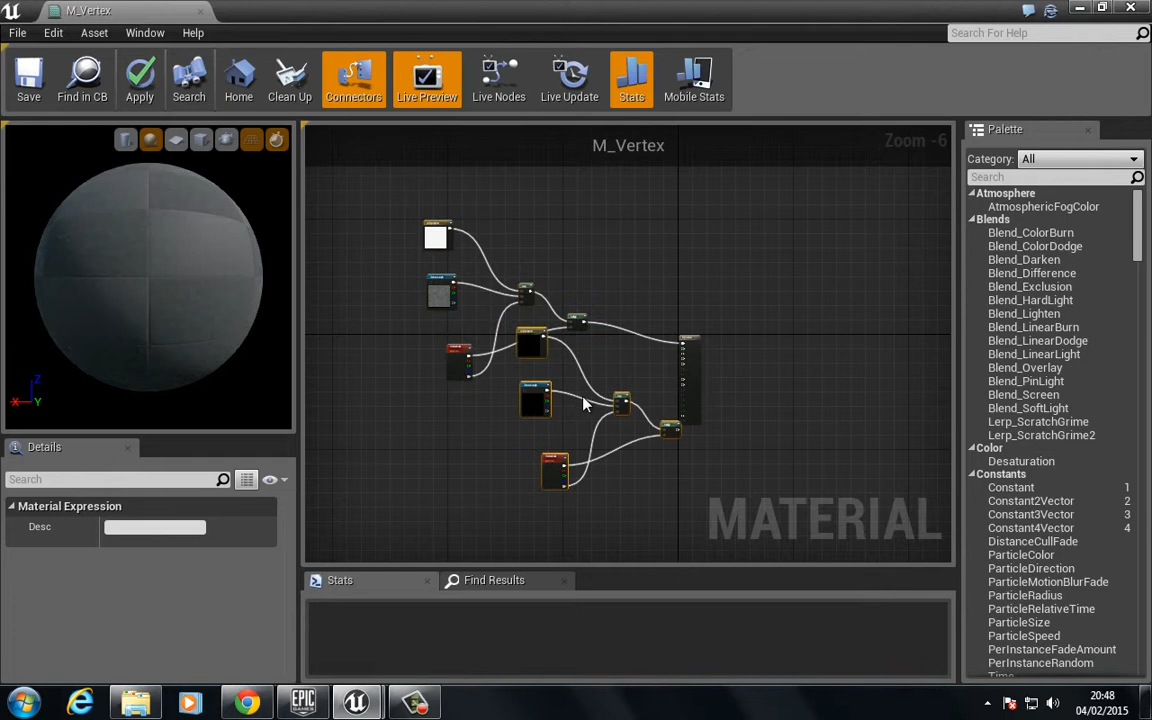 M_Vertex
File Edit Asset Window Help
Search For Help
Save Find in CB Apply Search Home Clean Up Connectors Live Preview Live Nodes Live Update Stats Mobile Stats
M_Vertex
Zoom -6
Palette
Category: All
Search
Atmosphere
AtmosphericFogColor
Blends
Blend_ColorBurn
Blend_ColorDodge
Blend_Darken
Blend_Difference
Blend_Exclusion
Blend_HardLight
Blend_Lighten
Blend_LinearBurn
Blend_LinearDodge
Blend_LinearLight
Blend_Overlay
Blend_PinLight
Blend_Screen
Blend_SoftLight
Lerp_ScratchGrime
Lerp_ScratchGrime2
Color
Desaturation
Constants
Constant 1
Constant2Vector 2
Constant3Vector 3
Constant4Vector 4
DistanceCullFade
ParticleColor
ParticleDirection
ParticleMotionBlurFade
ParticleRadius
ParticleRelativeTime
ParticleSize
ParticleSpeed
PerInstanceFadeAmount
PerInstanceRandom
Time
Z
X Y
Details
Search
Material Expression
Desc
MATERIAL
Stats Find Results
EPIC GAMES
20:48
04/02/2015